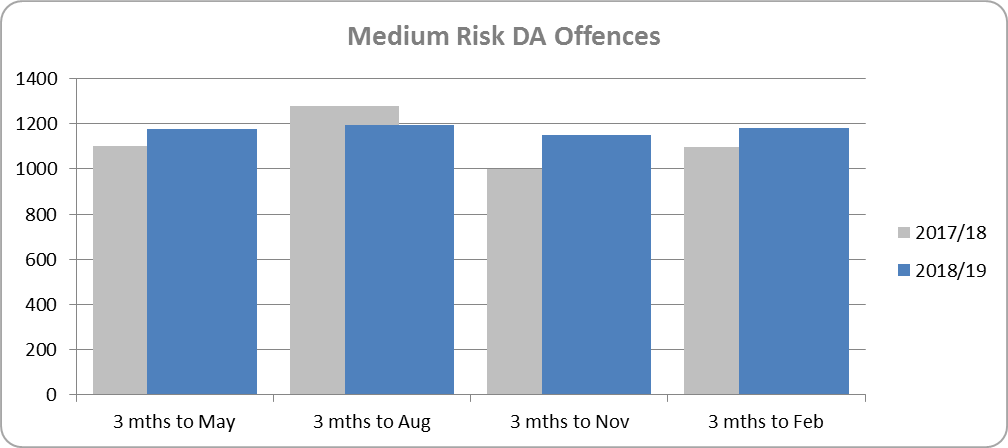 Medium Risk DA Offences
1400
1200
1000
800
600
400
200
0
3 mths to May
3 mths to Aug
3 mths to Nov
3 mths to Feb
2017/18
2018/19